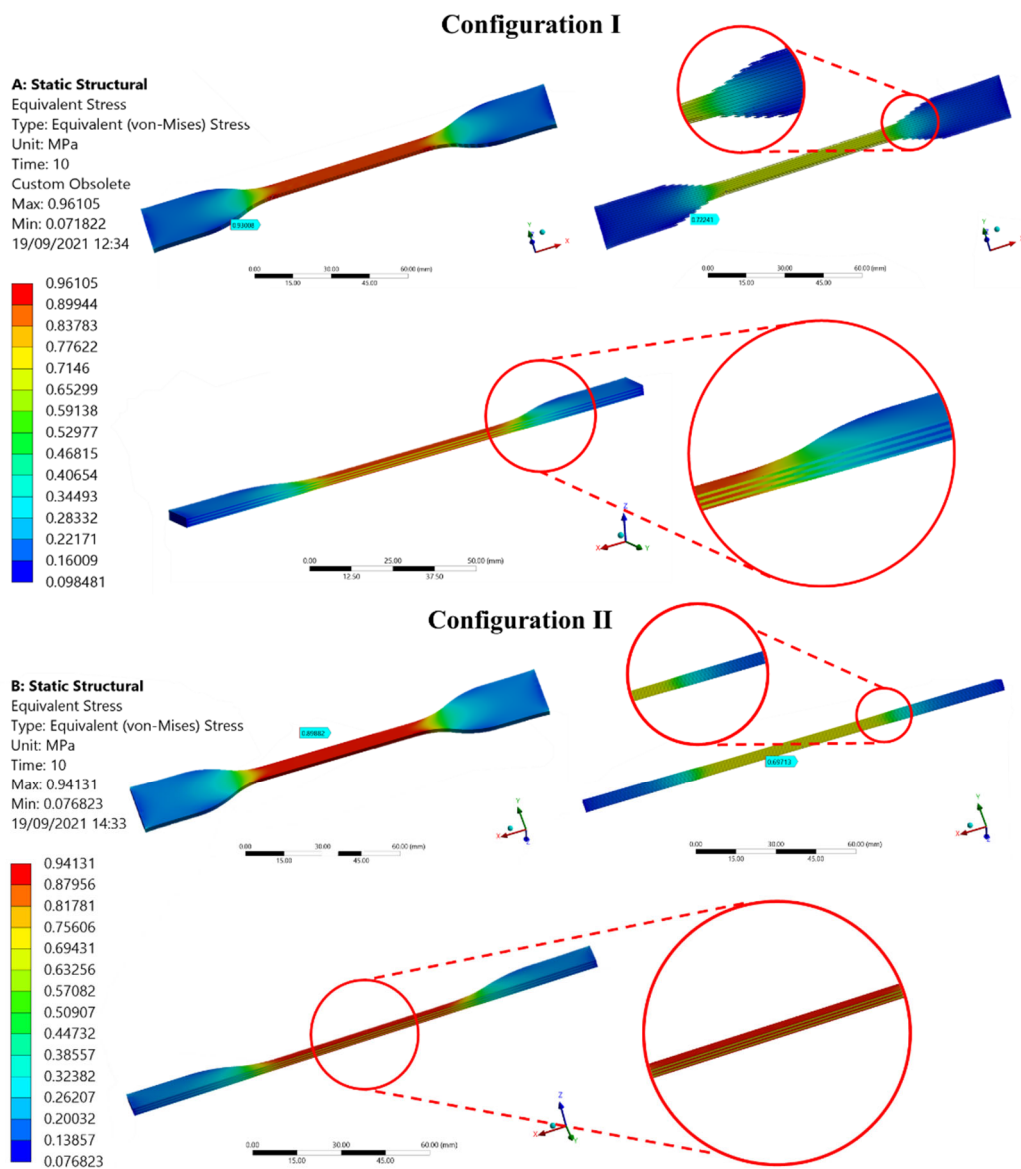 Configuration I
A: Static Structural
Equivalent Stress
Type: Equivalent (von-Mises) Stress
Unit: MPa
Time: 10
Custom Obsolete
Max: 0.96105
Min: 0.071822
19/09/2021 12:34
0.72241
Y
X
Y
X
0.00 30.00 60.00 (mm)
15.00 45.00
0.00 30.00 60.00 (mm)
15.00 45.00
0.96105
0.89944
0.83783
0.77622
0.7146
0.65299
0.59138
0.52977
0.46815
0.40654
0.34493
0.28332
0.22171
0.16009
0.098481
Z
X
Y
0.00 25.00 50.00 (mm)
12.50 37.50
Configuration II
B: Static Structural
Equivalent Stress
Type: Equivalent (von-Mises) Stress
Unit: MPa
Time: 10
Max: 0.94131
Min: 0.076823
19/09/2021 14:33
0.89882
0.69713
Y
X
Z
Y
X
Z
0.00 30.00 60.00 (mm)
15.00 45.00
0.00 30.00 60.00 (mm)
15.00 45.00
0.94131
0.87956
0.81781
0.75606
0.69431
0.63256
0.57082
0.50907
0.44732
0.38557
0.32382
0.26207
0.20032
0.13857
0.076823
Z
X
Y
0.00 30.00 60.00 (mm)
15.00 45.00